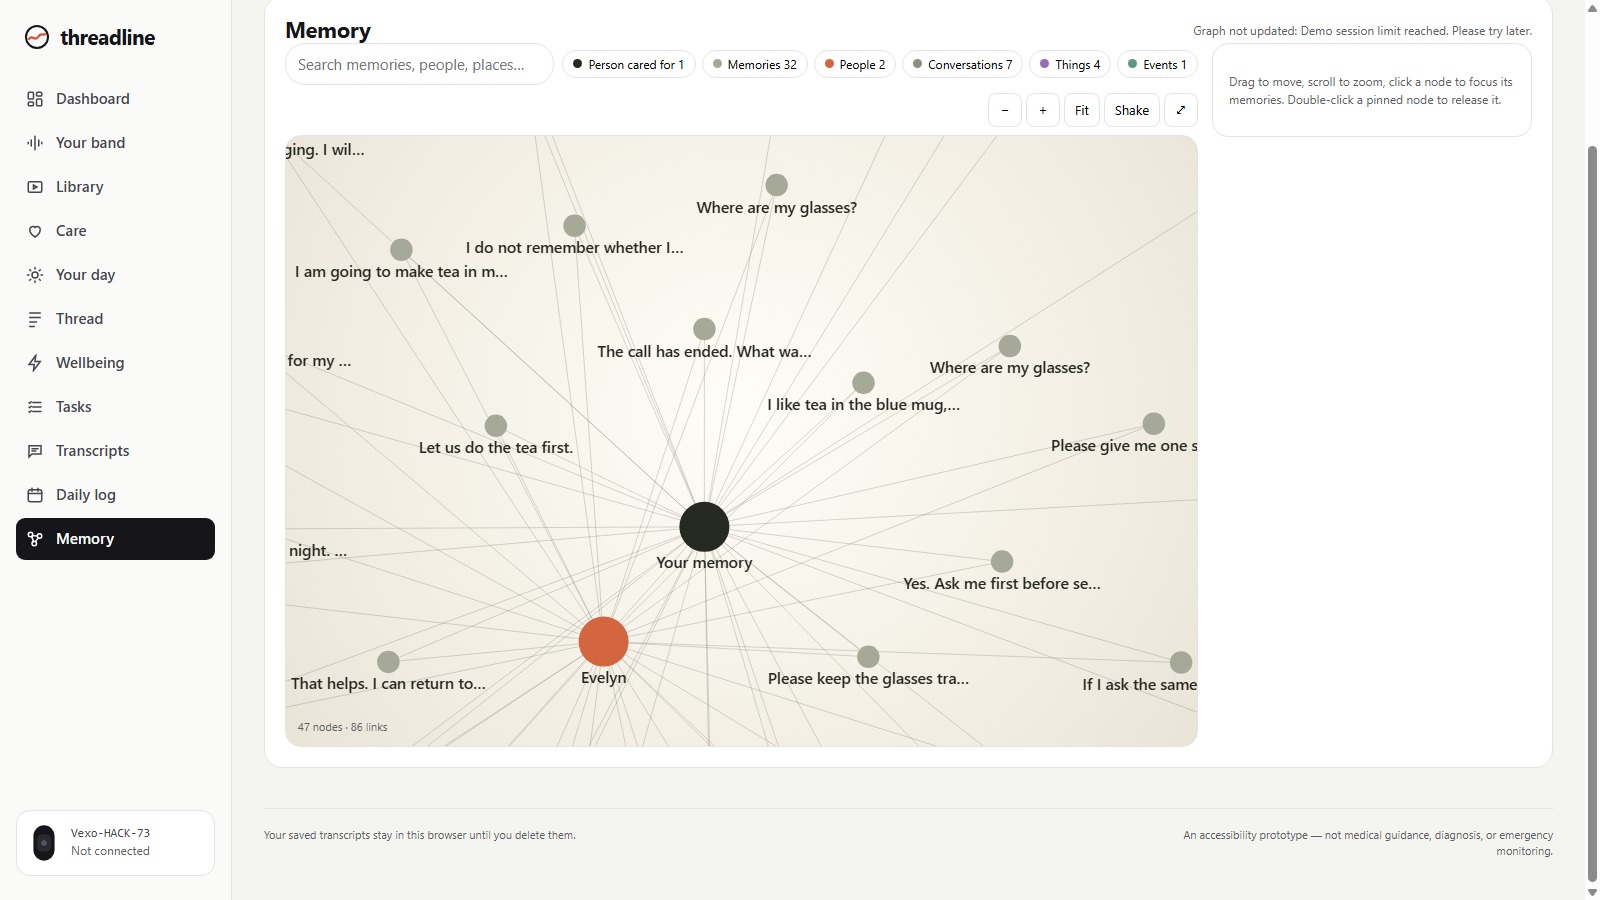 threadline
Dashboard
Your band
Library
Care
Your day
Thread
Wellbeing
Tasks
Transcripts
Daily log
Memory
Vexo-HACK-73
Not connected
Memory
Graph not updated: Demo session limit reached. Please try later.
Search memories, people, places...
Person cared for 1
Memories 32
People 2
Conversations 7
Things 4
Events 1
−
+
Fit
Shake
Drag to move, scroll to zoom, click a node to focus its
memories. Double-click a pinned node to release it.
ging. I wil...
Where are my glasses?
I do not remember whether I...
I am going to make tea in m...
The call has ended. What wa...
for my ...
Where are my glasses?
I like tea in the blue mug,...
Let us do the tea first.
Please give me one s
night. ...
Your memory
Yes. Ask me first before se...
That helps. I can return to...
Evelyn
Please keep the glasses tra...
If I ask the same
47 nodes · 86 links
Your saved transcripts stay in this browser until you delete them.
An accessibility prototype — not medical guidance, diagnosis, or emergency
monitoring.